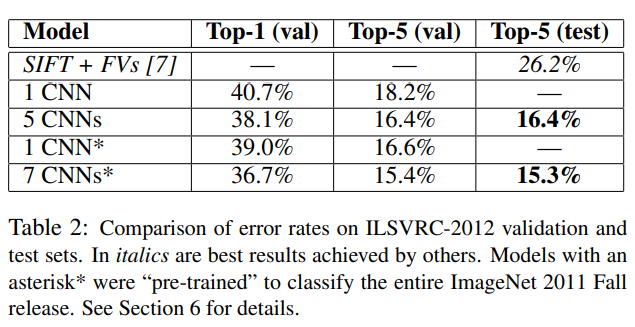 Model Top-1 (val) Top-5 (val) Top-5 (test)
SIFT + FVs [7] — — 26.2%
1 CNN 40.7% 18.2% —
5 CNNs 38.1% 16.4% 16.4%
1 CNN* 39.0% 16.6% —
7 CNNs* 36.7% 15.4% 15.3%
Table 2: Comparison of error rates on ILSVRC-2012 validation and
test sets. In italics are best results achieved by others. Models with an
asterisk* were “pre-trained” to classify the entire ImageNet 2011 Fall
release. See Section 6 for details.